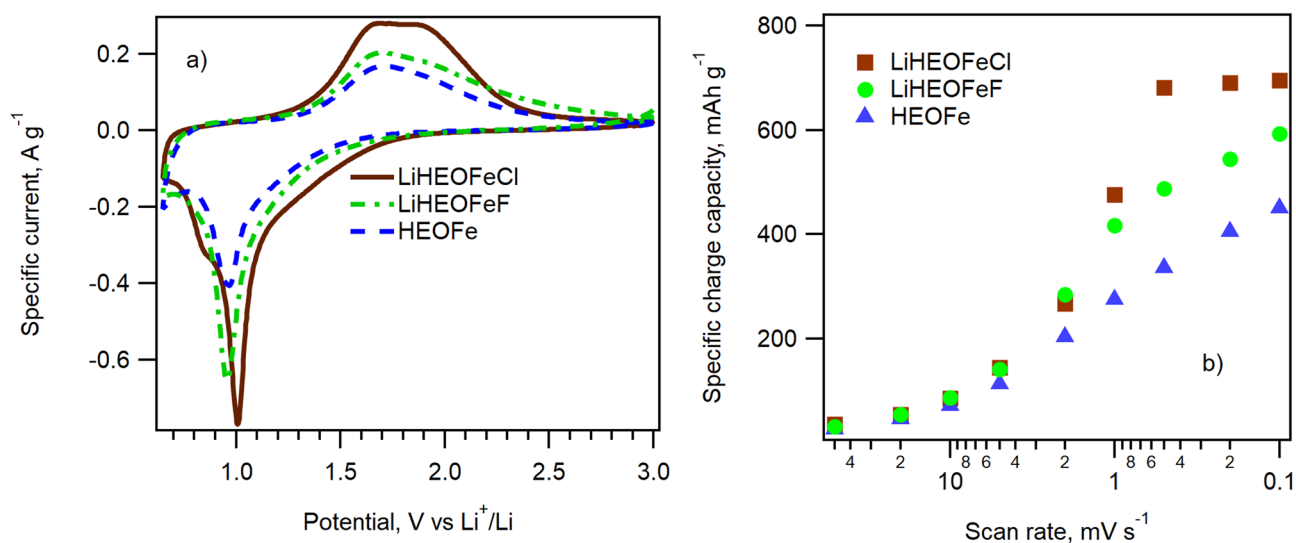 a)
Specific current, A g⁻¹
0.2
0.0
-0.2
-0.4
-0.6
LiHEOFeCl
LiHEOFeF
HEOFe
1.0 1.5 2.0 2.5 3.0
Potential, V vs Li⁺/Li
Specific charge capacity, mAh g⁻¹
800
600
400
200
LiHEOFeCl
LiHEOFeF
HEOFe
b)
4 2 10 8 6 4 2 1 8 6 4 2 0.1
Scan rate, mV s⁻¹